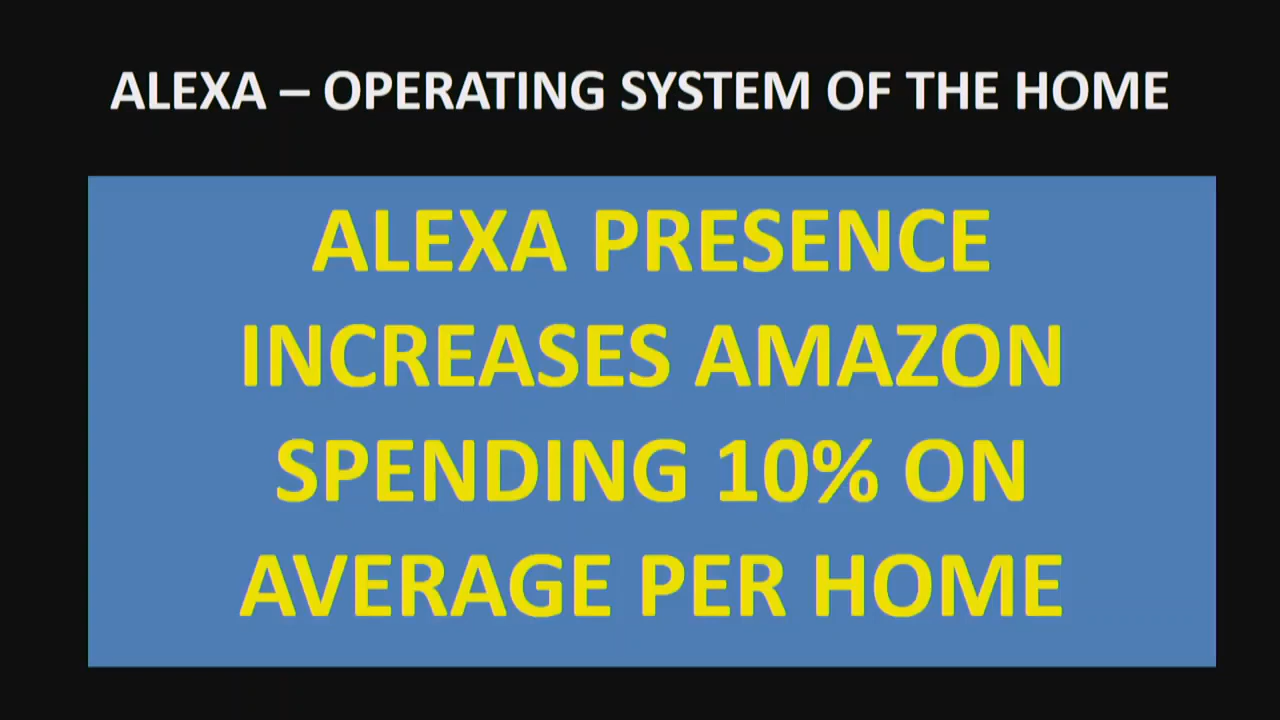 ALEXA – OPERATING SYSTEM OF THE HOME
ALEXA PRESENCE
INCREASES AMAZON
SPENDING 10% ON
AVERAGE PER HOME